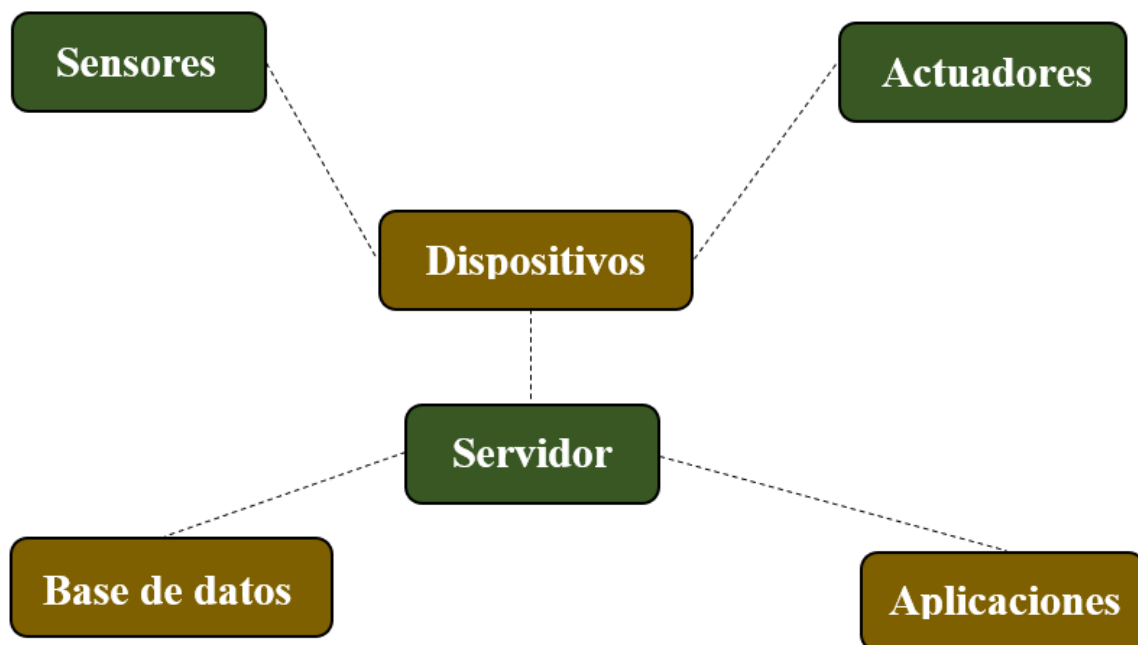 Sensores
Actuadores
Dispositivos
Servidor
Base de datos
Aplicaciones